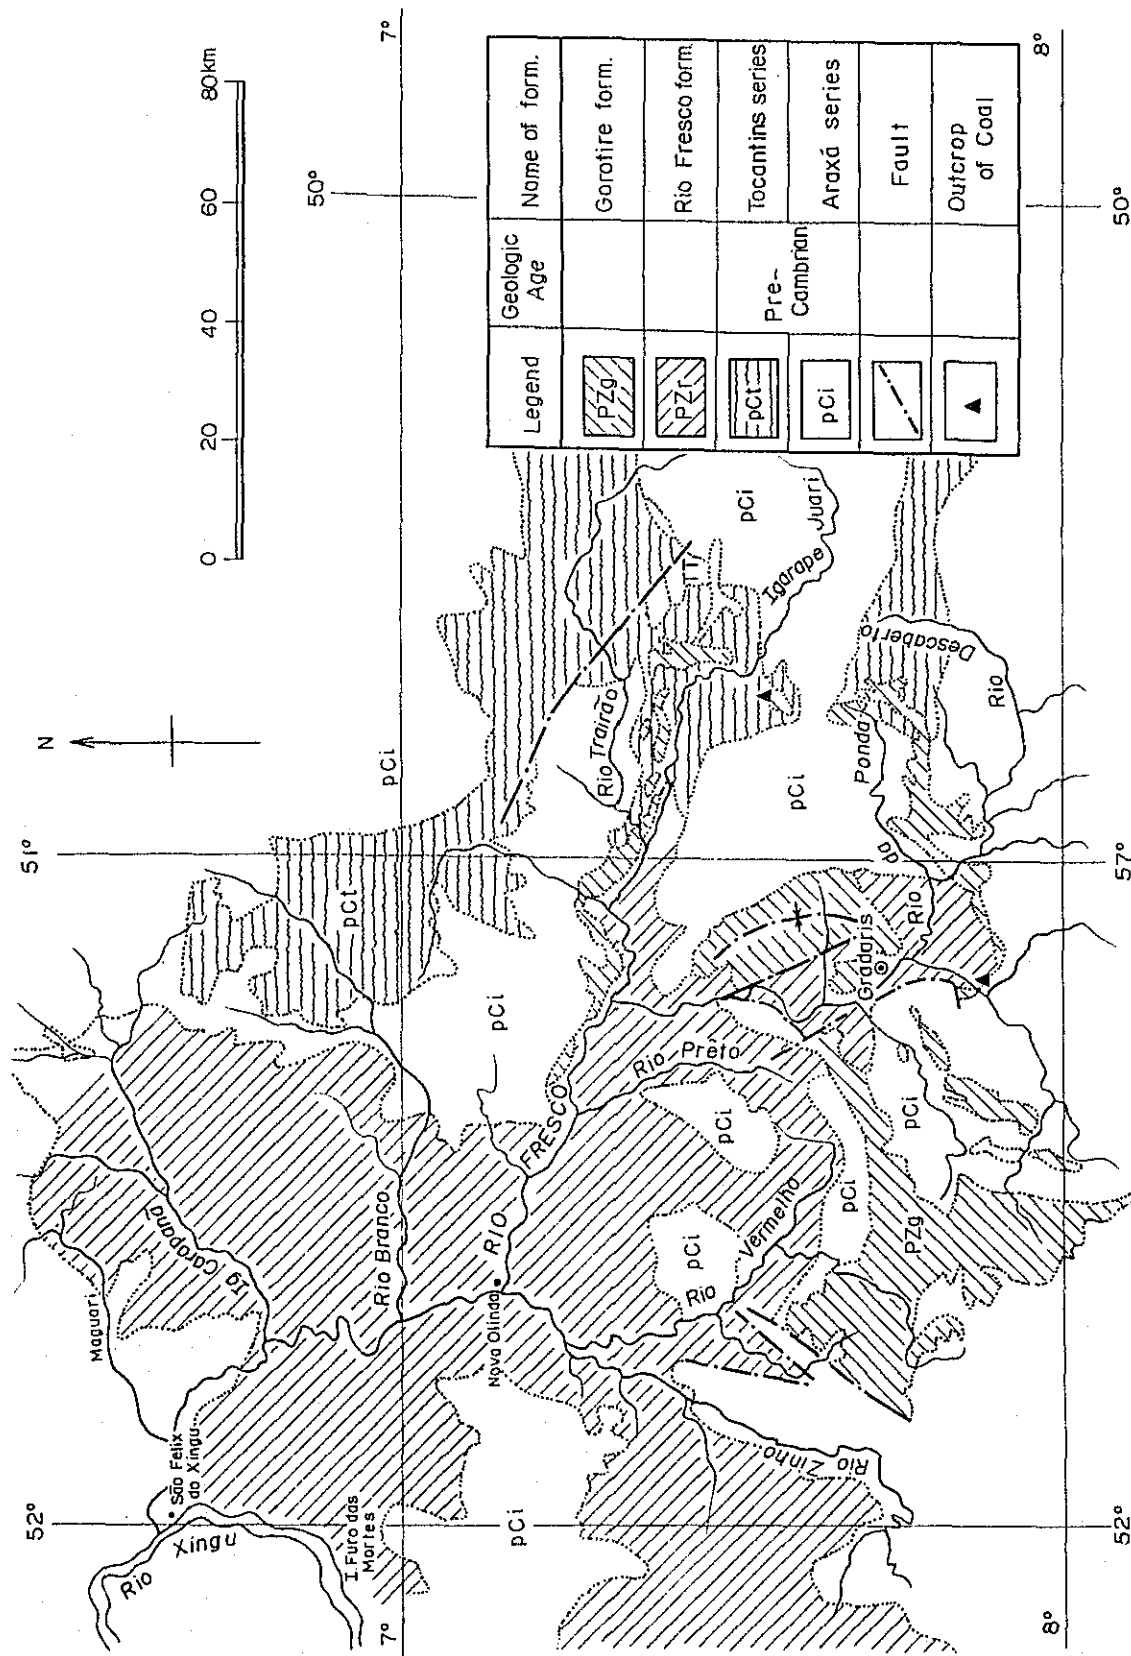 52°
51°
N
0 20 40 60 80km
50°
7°
7°
Rio
Xingu
São Felix
do Xingu
I. Furo das
Mortes
Maguari
Ig Carapanã
Rio Branco
pCt
pCi
pCi
pCi
Nova Olinda
RIO FRESCO
Rio Prêto
Rio Trairão
Igarape Juari
pCi
pCi
pCi
pCi
pCi
pCi
Rio Vermelho
Rio Zinho
PZg
Gradaris
Rio da Ponda
Rio Descaberto
8°
8°
52°
57°
50°
Legend
Geologic
Age
Name of form.
PZg
Gorotire form.
PZr
Rio Fresco form
pCt
Pre-
Cambrian
Tocantins series
pCi
Araxá series
Fault
Outcrop
of Coal